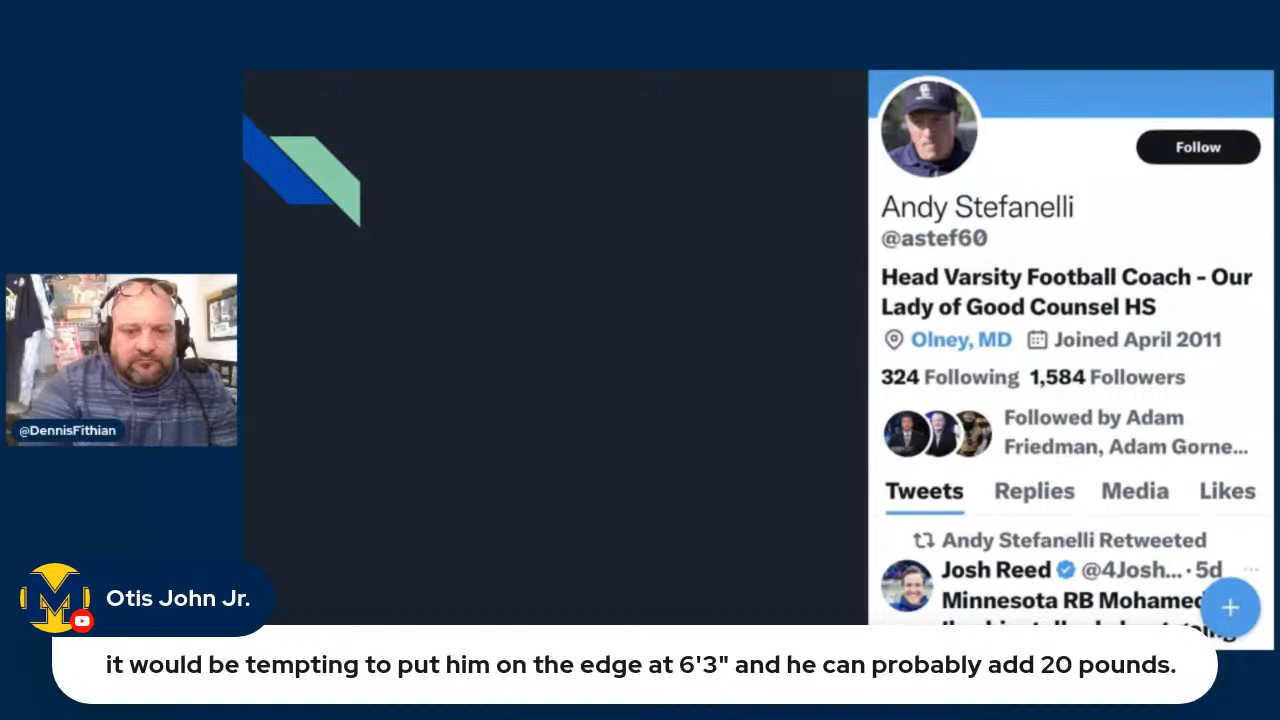 Follow
Andy Stefanelli
@astef60
Head Varsity Football Coach - Our
Lady of Good Counsel HS
Olney, MD Joined April 2011
324 Following 1,584 Followers
Followed by Adam
Friedman, Adam Gorne...
Tweets Replies Media Likes
Andy Stefanelli Retweeted
Josh Reed @4Josh... · 5d
Minnesota RB Mohamed
@DennisFithian
Otis John Jr.
it would be tempting to put him on the edge at 6'3" and he can probably add 20 pounds.